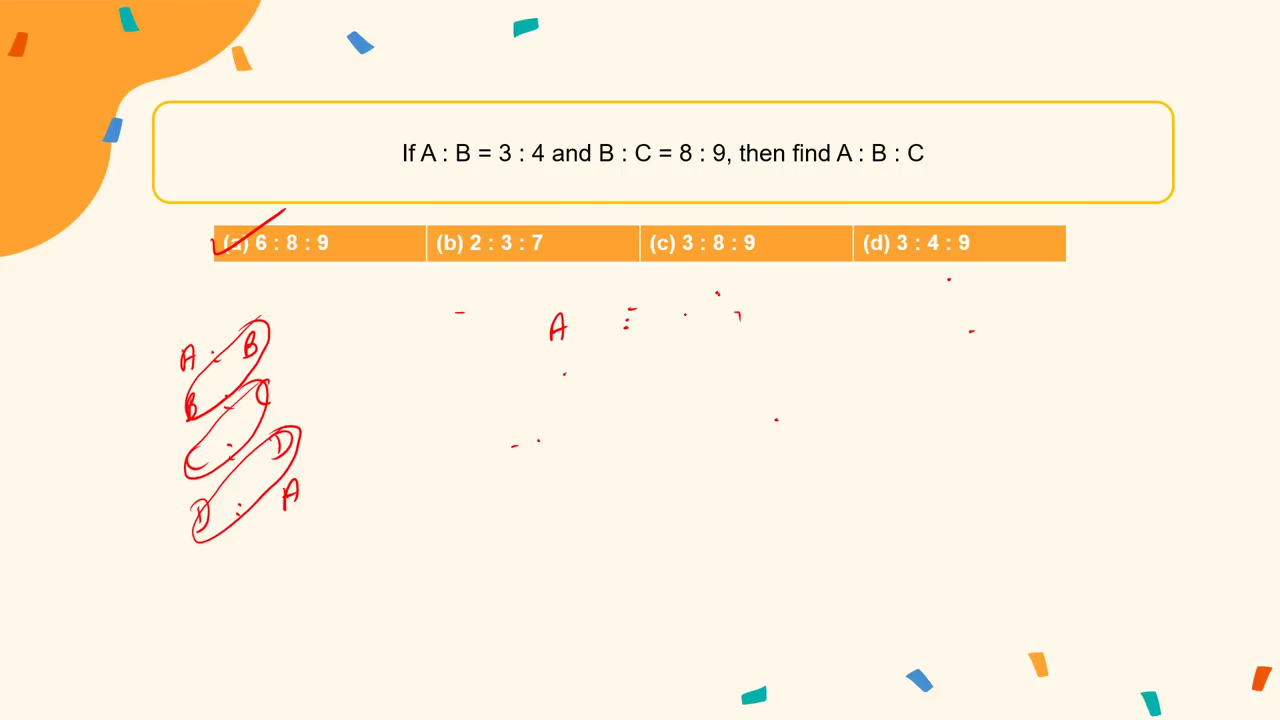 If A : B = 3 : 4 and B : C = 8 : 9, then find A : B : C
(a) 6 : 8 : 9
(b) 2 : 3 : 7
(c) 3 : 8 : 9
(d) 3 : 4 : 9
A : B
B : C
C : D
D : A
A :